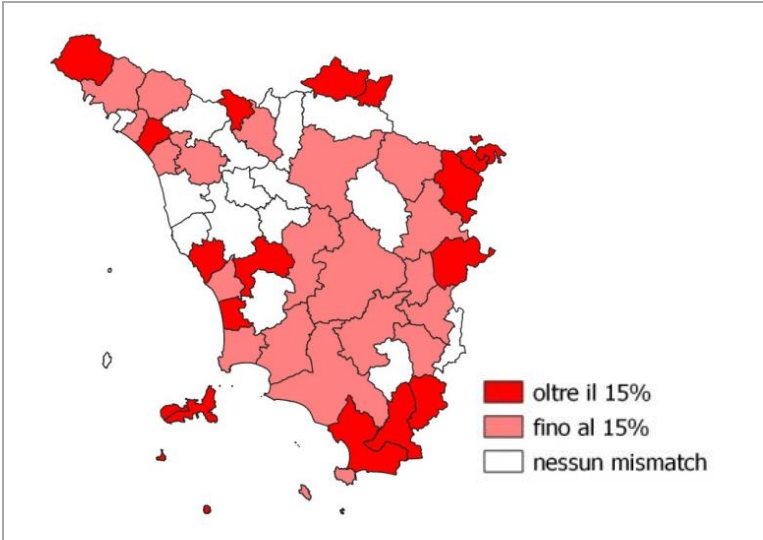 oltre il 15%
fino al 15%
nessun mismatch